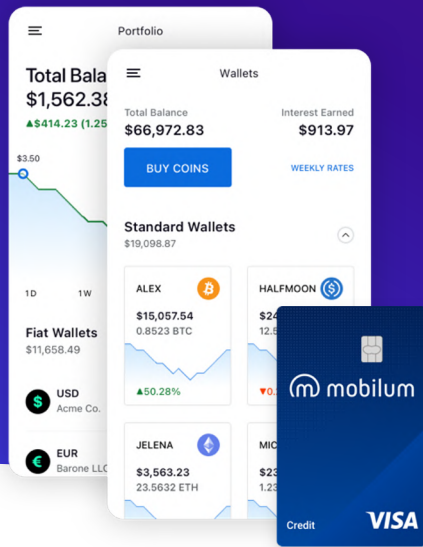 Portfolio
Total Bala
$1,562.38
▲$414.23 (1.25
$3.50
1D 1W
Fiat Wallets
$11,658.49
USD
Acme Co.
EUR
Barone LLC
Wallets
Total Balance Interest Earned
$66,972.83 $913.97
BUY COINS WEEKLY RATES
Standard Wallets
$19,098.87
ALEX
$15,057.54
0.8523 BTC
▲50.28%
HALFMOON
$24
12.5
▼0.
JELENA
$3,563.23
23.5632 ETH
MIC
$23
1.23
mobilum
Credit VISA